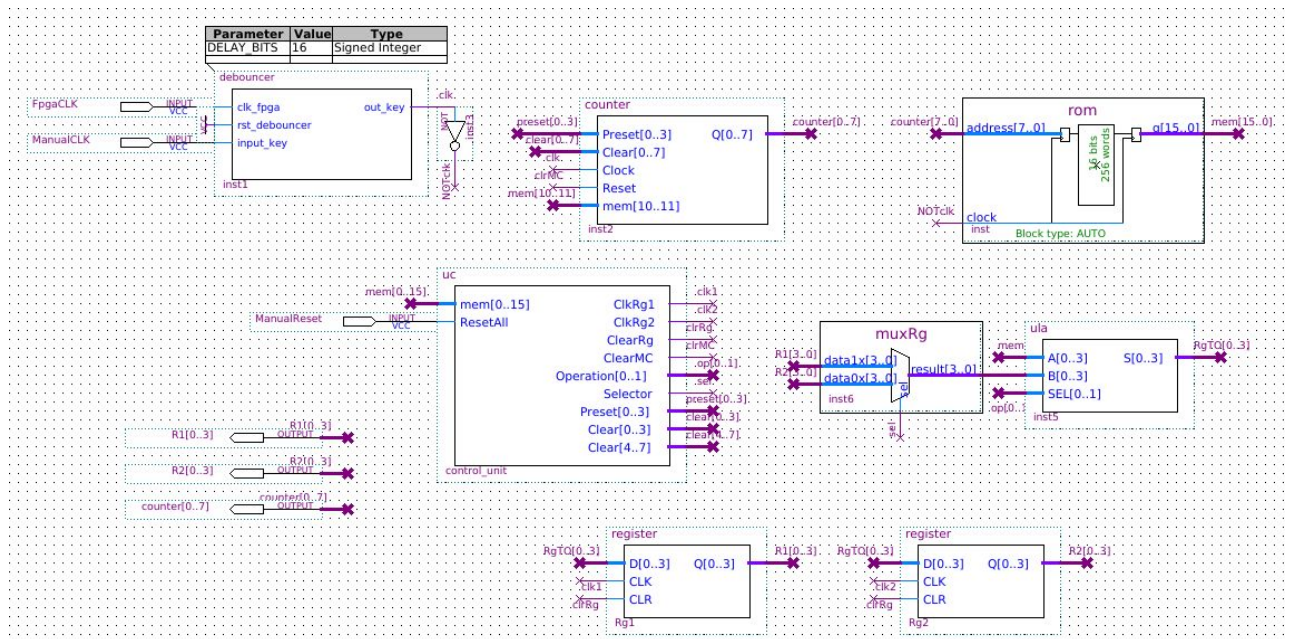 Parameter Value Type
DELAY_BITS 16 Signed Integer
debouncer
FpgaCLK INPUT VCC
ManualCLK INPUT VCC
VCC
clk_fpga
rst_debouncer
input_key
out_key
inst1
clk
NOT
inst3
NOTclk
counter
preset[0..3]
clear[0..7]
clk
clrMC
mem[10..11]
Preset[0..3]
Clear[0..7]
Clock
Reset
mem[10..11]
Q[0..7]
counter[0..7]
inst2
rom
counter[7..0]
address[7..0]
q[15..0]
mem[15..0]
16 bits
256 words
NOTclk
clock
inst
Block type: AUTO
uc
mem[0..15]
ManualReset INPUT VCC
mem[0..15]
ResetAll
ClkRg1
ClkRg2
ClearRg
ClearMC
Operation[0..1]
Selector
Preset[0..3]
Clear[0..3]
Clear[4..7]
clk1
clk2
clrRg
clrMC
op[0..1]
sel
preset[0..3]
clear[0..3]
clear[4..7]
control_unit
muxRg
R1[3..0]
R2[3..0]
data1x[3..0]
data0x[3..0]
result[3..0]
sel
inst6
sel
ula
mem
op[0..
A[0..3]
B[0..3]
SEL[0..1]
S[0..3]
RgTO[0..3]
inst5
R1[0..3] OUTPUT R1[0..3]
R2[0..3] OUTPUT R2[0..3]
counter[0..7] OUTPUT counter[0..7]
register
RgTO[0..3]
clk1
clrRg
D[0..3]
CLK
CLR
Q[0..3]
R1[0..3]
Rg1
register
RgTO[0..3]
clk2
clrRg
D[0..3]
CLK
CLR
Q[0..3]
R2[0..3]
Rg2